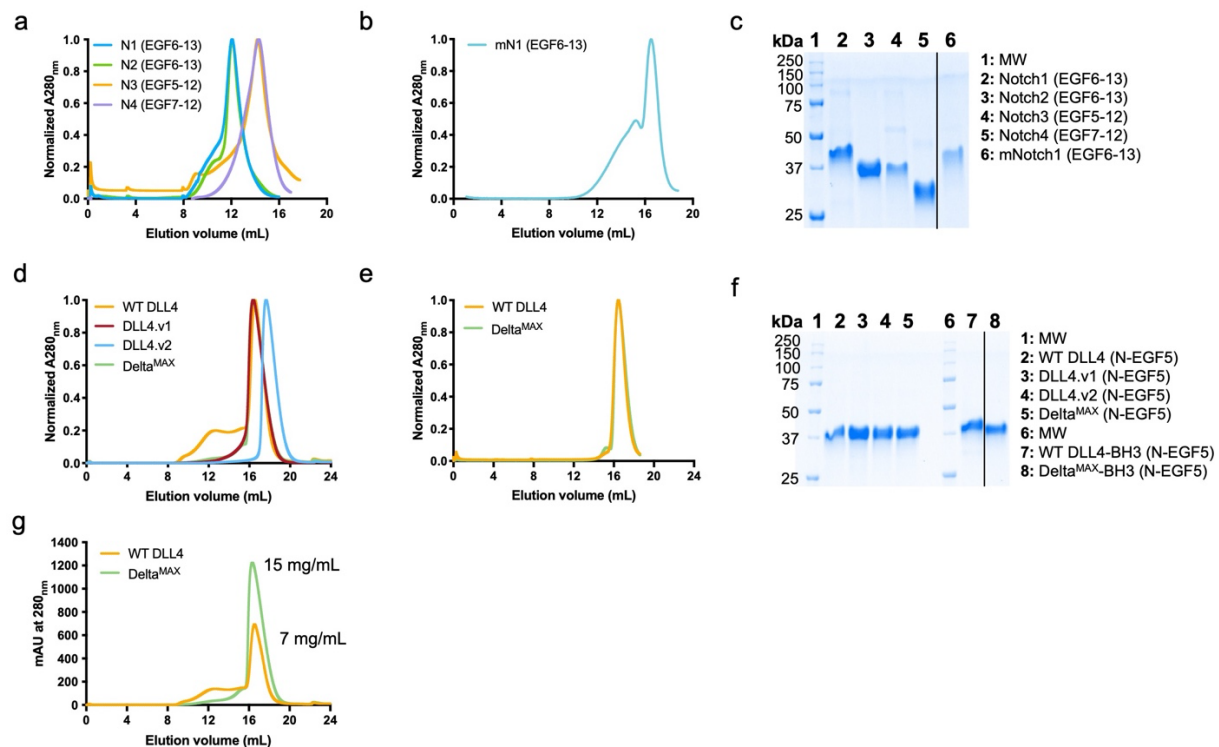 a
Normalized A280nm
1.0
0.8
0.6
0.4
0.2
0.0
N1 (EGF6-13)
N2 (EGF6-13)
N3 (EGF5-12)
N4 (EGF7-12)
0 4 8 12 16 20
Elution volume (mL)
b
Normalized A280nm
1.0
0.8
0.6
0.4
0.2
0.0
mN1 (EGF6-13)
0 4 8 12 16 20
Elution volume (mL)
c
kDa 1 2 3 4 5 6
250
150
100
75
50
37
25
1: MW
2: Notch1 (EGF6-13)
3: Notch2 (EGF6-13)
4: Notch3 (EGF5-12)
5: Notch4 (EGF7-12)
6: mNotch1 (EGF6-13)
d
Normalized A280nm
1.0
0.8
0.6
0.4
0.2
0.0
WT DLL4
DLL4.v1
DLL4.v2
DeltaMAX
0 4 8 12 16 20 24
Elution volume (mL)
e
Normalized A280nm
1.0
0.8
0.6
0.4
0.2
0.0
WT DLL4
DeltaMAX
0 4 8 12 16 20 24
Elution volume (mL)
f
kDa 1 2 3 4 5 6 7 8
250
150
100
75
50
37
25
1: MW
2: WT DLL4 (N-EGF5)
3: DLL4.v1 (N-EGF5)
4: DLL4.v2 (N-EGF5)
5: DeltaMAX (N-EGF5)
6: MW
7: WT DLL4-BH3 (N-EGF5)
8: DeltaMAX-BH3 (N-EGF5)
g
mAU at 280nm
1400
1200
1000
800
600
400
200
0
WT DLL4
DeltaMAX
15 mg/mL
7 mg/mL
0 4 8 12 16 20 24
Elution volume (mL)